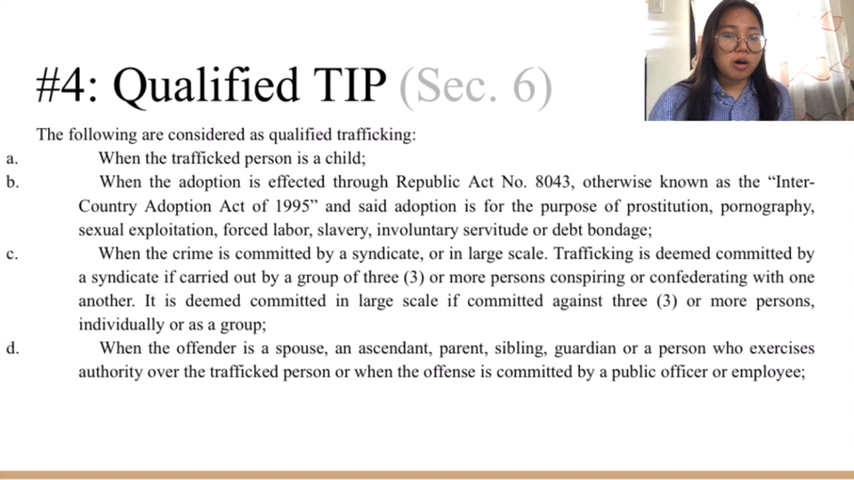 #4: Qualified TIP (Sec. 6)
The following are considered as qualified trafficking:
a. When the trafficked person is a child;
b. When the adoption is effected through Republic Act No. 8043, otherwise known as the “Inter-
Country Adoption Act of 1995” and said adoption is for the purpose of prostitution, pornography,
sexual exploitation, forced labor, slavery, involuntary servitude or debt bondage;
c. When the crime is committed by a syndicate, or in large scale. Trafficking is deemed committed by
a syndicate if carried out by a group of three (3) or more persons conspiring or confederating with one
another. It is deemed committed in large scale if committed against three (3) or more persons,
individually or as a group;
d. When the offender is a spouse, an ascendant, parent, sibling, guardian or a person who exercises
authority over the trafficked person or when the offense is committed by a public officer or employee;